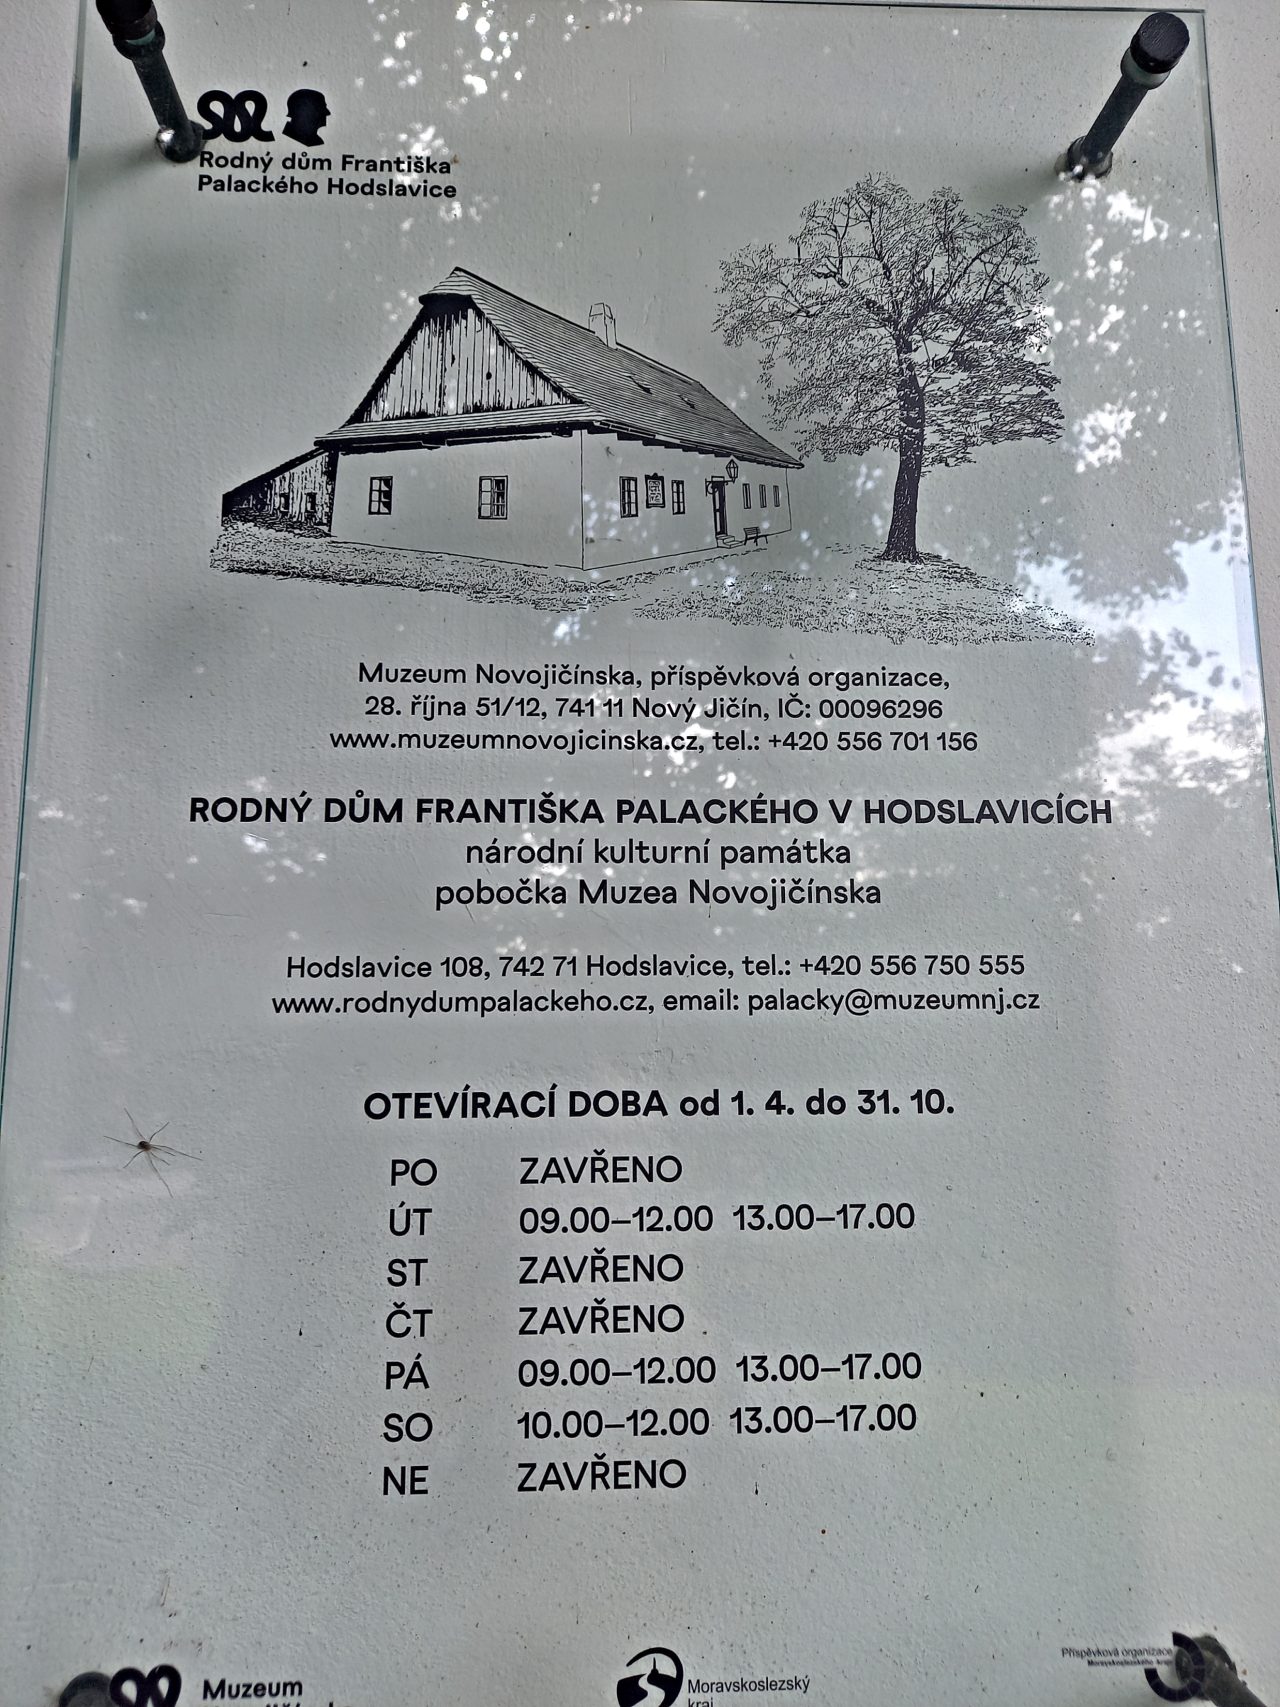 Rodný dům Františka
Palackého Hodslavice
Muzeum Novojičínska, příspěvková organizace,
28. října 51/12, 741 11 Nový Jičín, IČ: 00096296
www.muzeumnovojicinska.cz, tel.: +420 556 701 156
RODNÝ DŮM FRANTIŠKA PALACKÉHO V HODSLAVICÍCH
národní kulturní památka
pobočka Muzea Novojičínska
Hodslavice 108, 742 71 Hodslavice, tel.: +420 556 750 555
www.rodnydumpalackeho.cz, email: palacky@muzeumnj.cz
OTEVÍRACÍ DOBA od 1. 4. do 31. 10.
PO ZAVŘENO
ÚT 09.00–12.00 13.00–17.00
ST ZAVŘENO
ČT ZAVŘENO
PÁ 09.00–12.00 13.00–17.00
SO 10.00–12.00 13.00–17.00
NE ZAVŘENO
Muzeum
Moravskoslezský
kraj
Příspěvková organizace
Moravskoslezského kraje